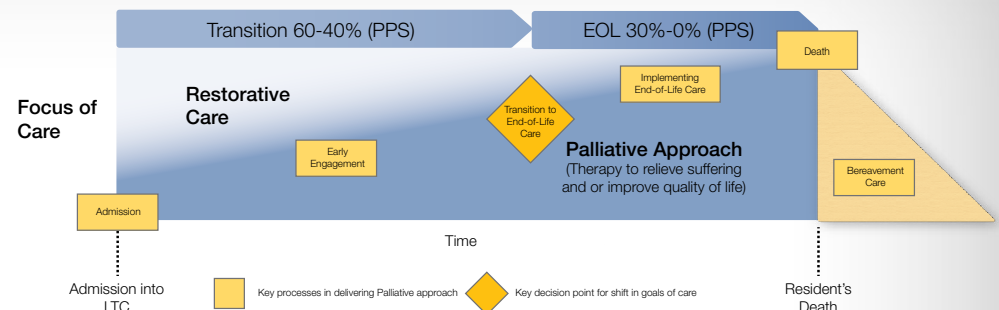 Transition 60-40% (PPS)
EOL 30%-0% (PPS)
Death
Focus of
Care
Restorative
Care
Implementing
End-of-Life Care
Transition to
End-of-Life
Care
Early
Engagement
Palliative Approach
(Therapy to relieve suffering
and or improve quality of life)
Bereavement
Care
Admission
Time
Admission into
LTC
Key processes in delivering Palliative approach
Key decision point for shift in goals of care
Resident's
Death